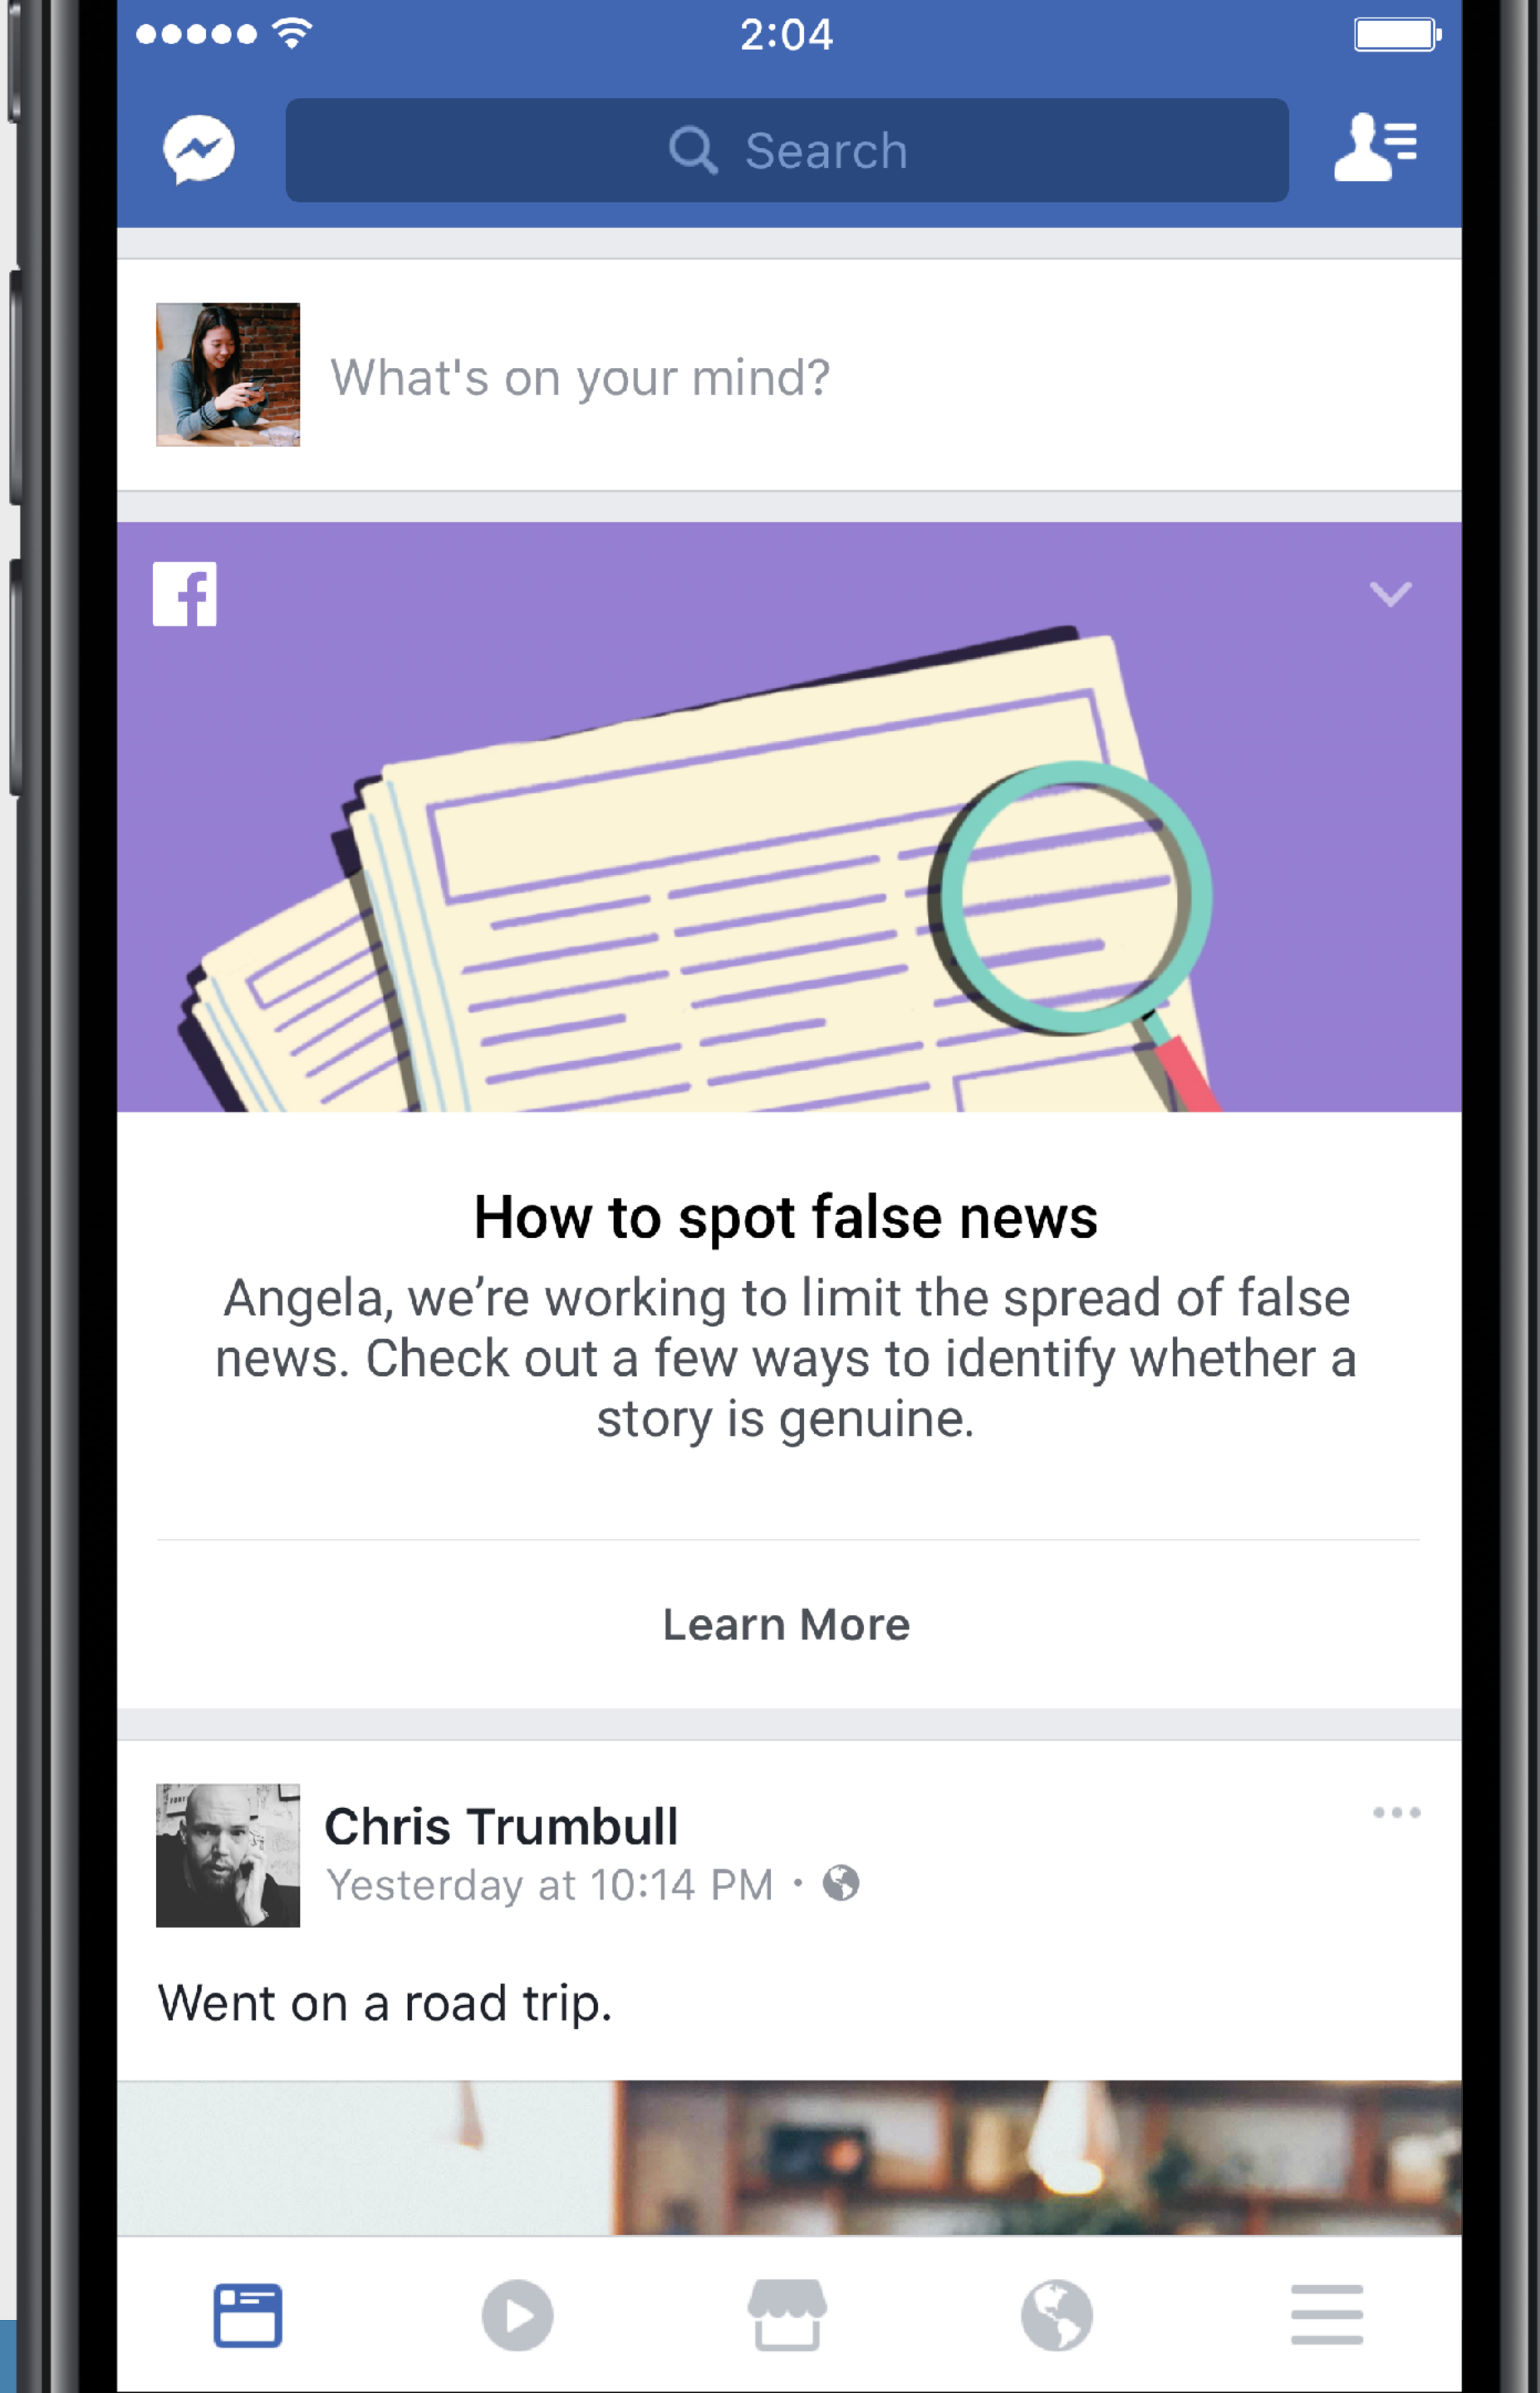 2:04
Search
What's on your mind?
How to spot false news
Angela, we’re working to limit the spread of false
news. Check out a few ways to identify whether a
story is genuine.
Learn More
Chris Trumbull
Yesterday at 10:14 PM ·
Went on a road trip.